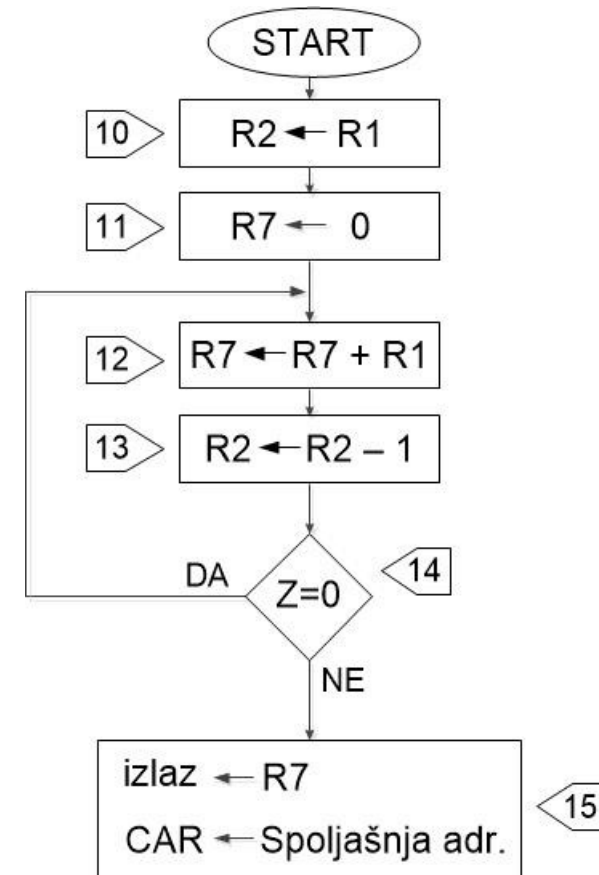 START
10
R2 ← R1
11
R7 ← 0
12
R7 ← R7 + R1
13
R2 ← R2 – 1
DA
Z=0
14
NE
izlaz ← R7
CAR ← Spoljašnja adr.
15